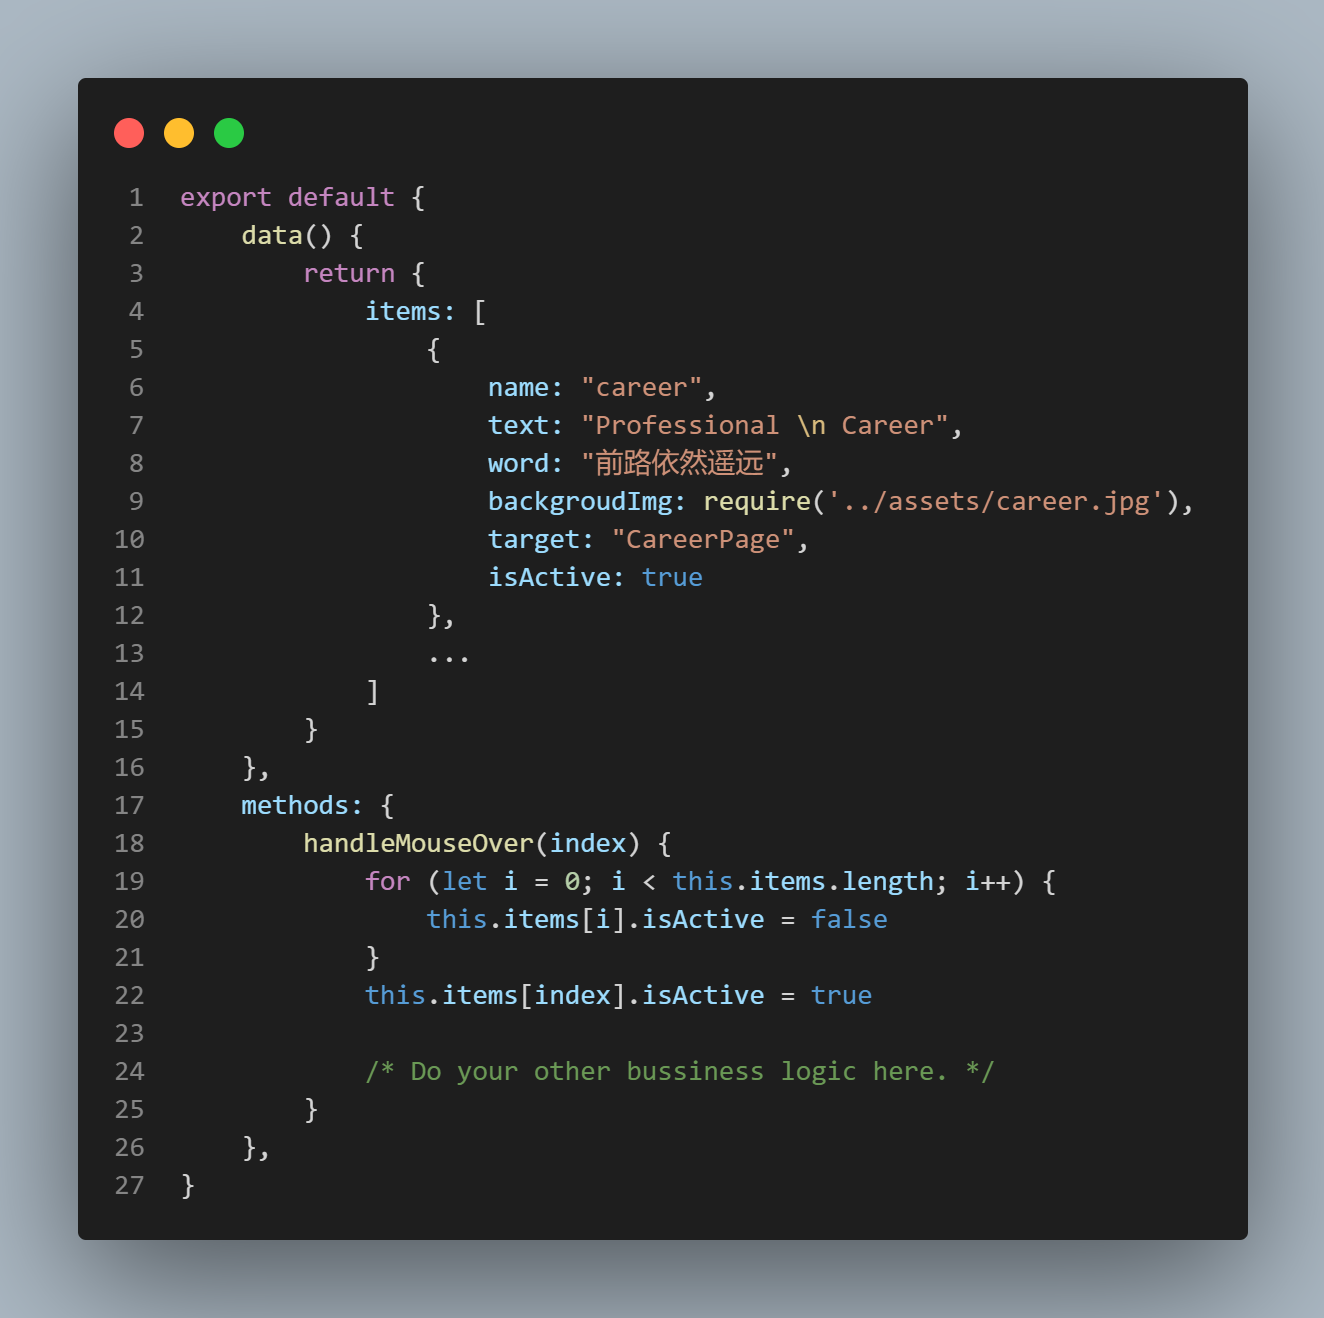 1 export default {
2     data() {
3         return {
4             items: [
5                 {
6                     name: "career",
7                     text: "Professional \n Career",
8                     word: "前路依然遥远",
9                     backgroudImg: require('../assets/career.jpg'),
10                     target: "CareerPage",
11                     isActive: true
12                 },
13                 ...
14             ]
15         }
16     },
17     methods: {
18         handleMouseOver(index) {
19             for (let i = 0; i < this.items.length; i++) {
20                 this.items[i].isActive = false
21             }
22             this.items[index].isActive = true
23
24             /* Do your other bussiness logic here. */
25         }
26     },
27 }